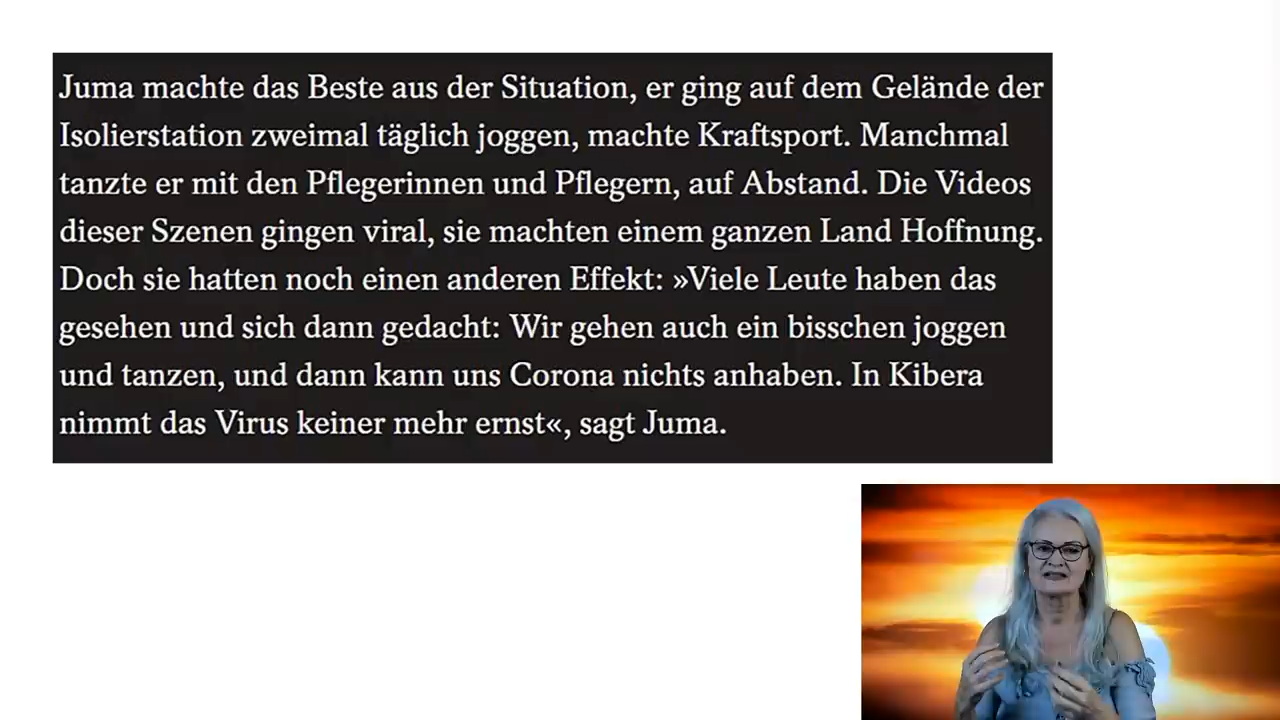 Juma machte das Beste aus der Situation, er ging auf dem Gelände der
Isolierstation zweimal täglich joggen, machte Kraftsport. Manchmal
tanzte er mit den Pflegerinnen und Pflegern, auf Abstand. Die Videos
dieser Szenen gingen viral, sie machten einem ganzen Land Hoffnung.
Doch sie hatten noch einen anderen Effekt: »Viele Leute haben das
gesehen und sich dann gedacht: Wir gehen auch ein bisschen joggen
und tanzen, und dann kann uns Corona nichts anhaben. In Kibera
nimmt das Virus keiner mehr ernst«, sagt Juma.